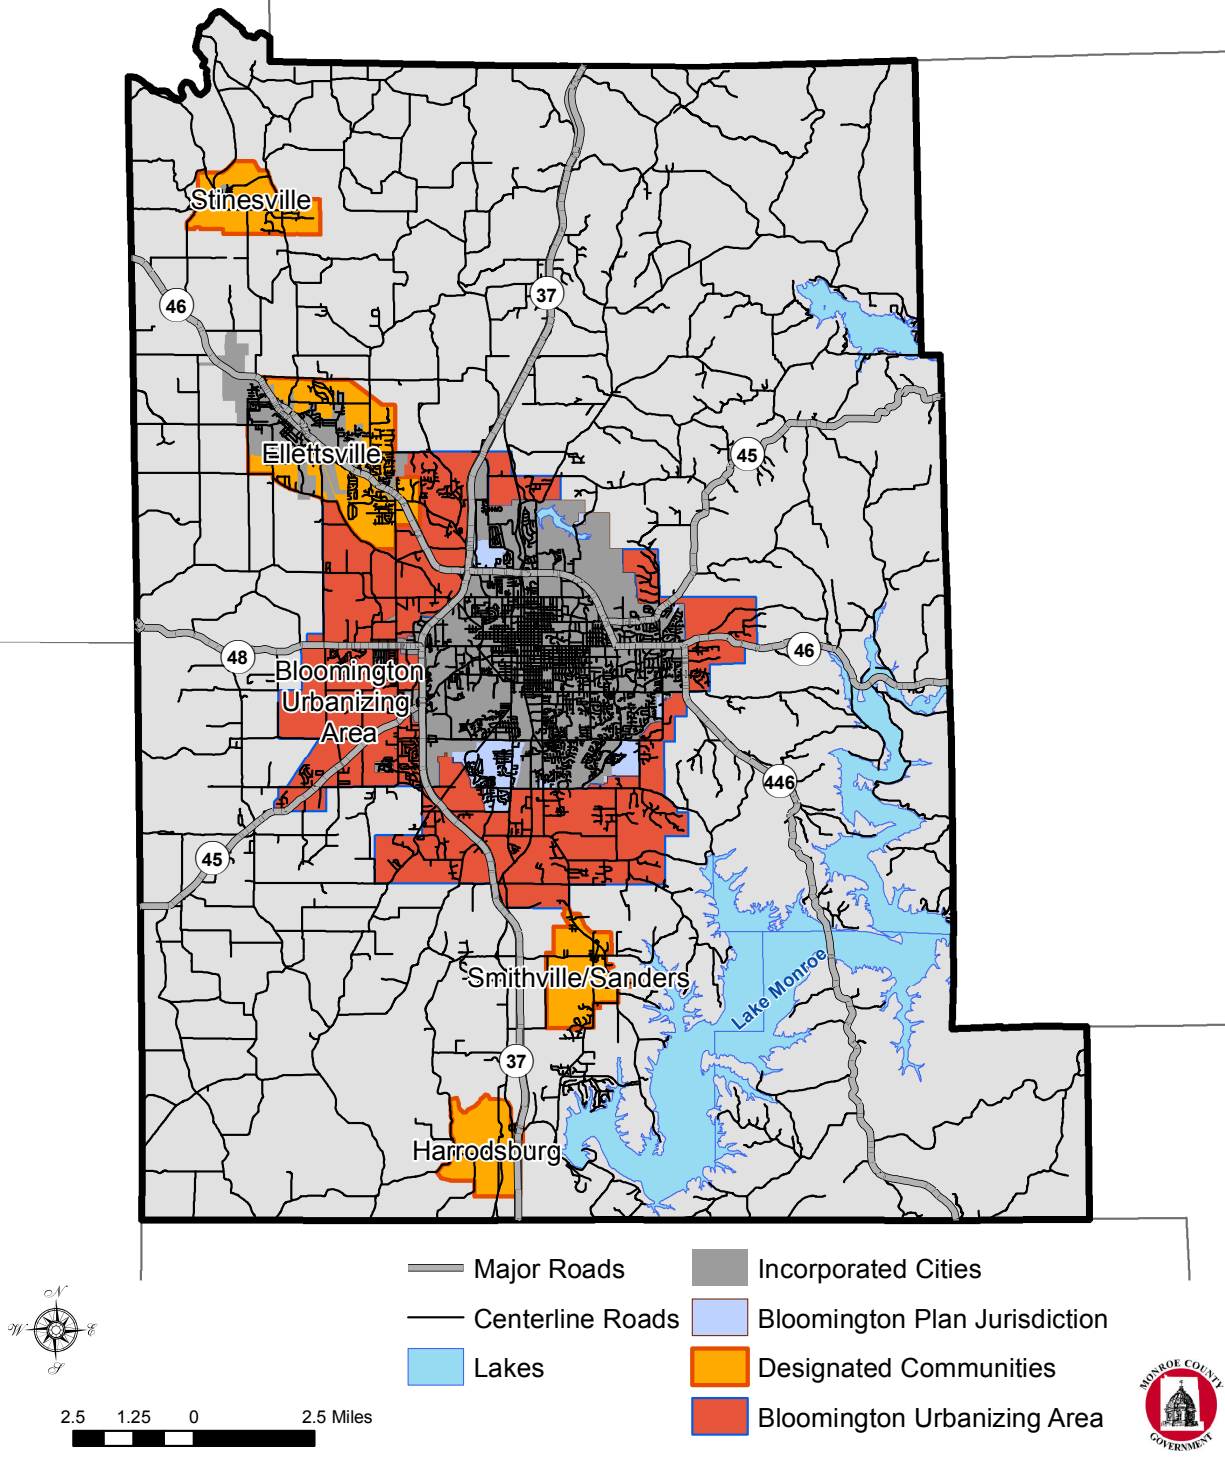 Stinesville
46
37
Ellettsville
45
46
48
Bloomington
Urbanizing
Area
446
45
Smithville/Sanders
Lake Monroe
37
Harrodsburg
Major Roads
Incorporated Cities
Centerline Roads
Bloomington Plan Jurisdiction
Lakes
Designated Communities
Bloomington Urbanizing Area
N
W
E
S
2.5 1.25 0 2.5 Miles
MONROE COUNTY
GOVERNMENT